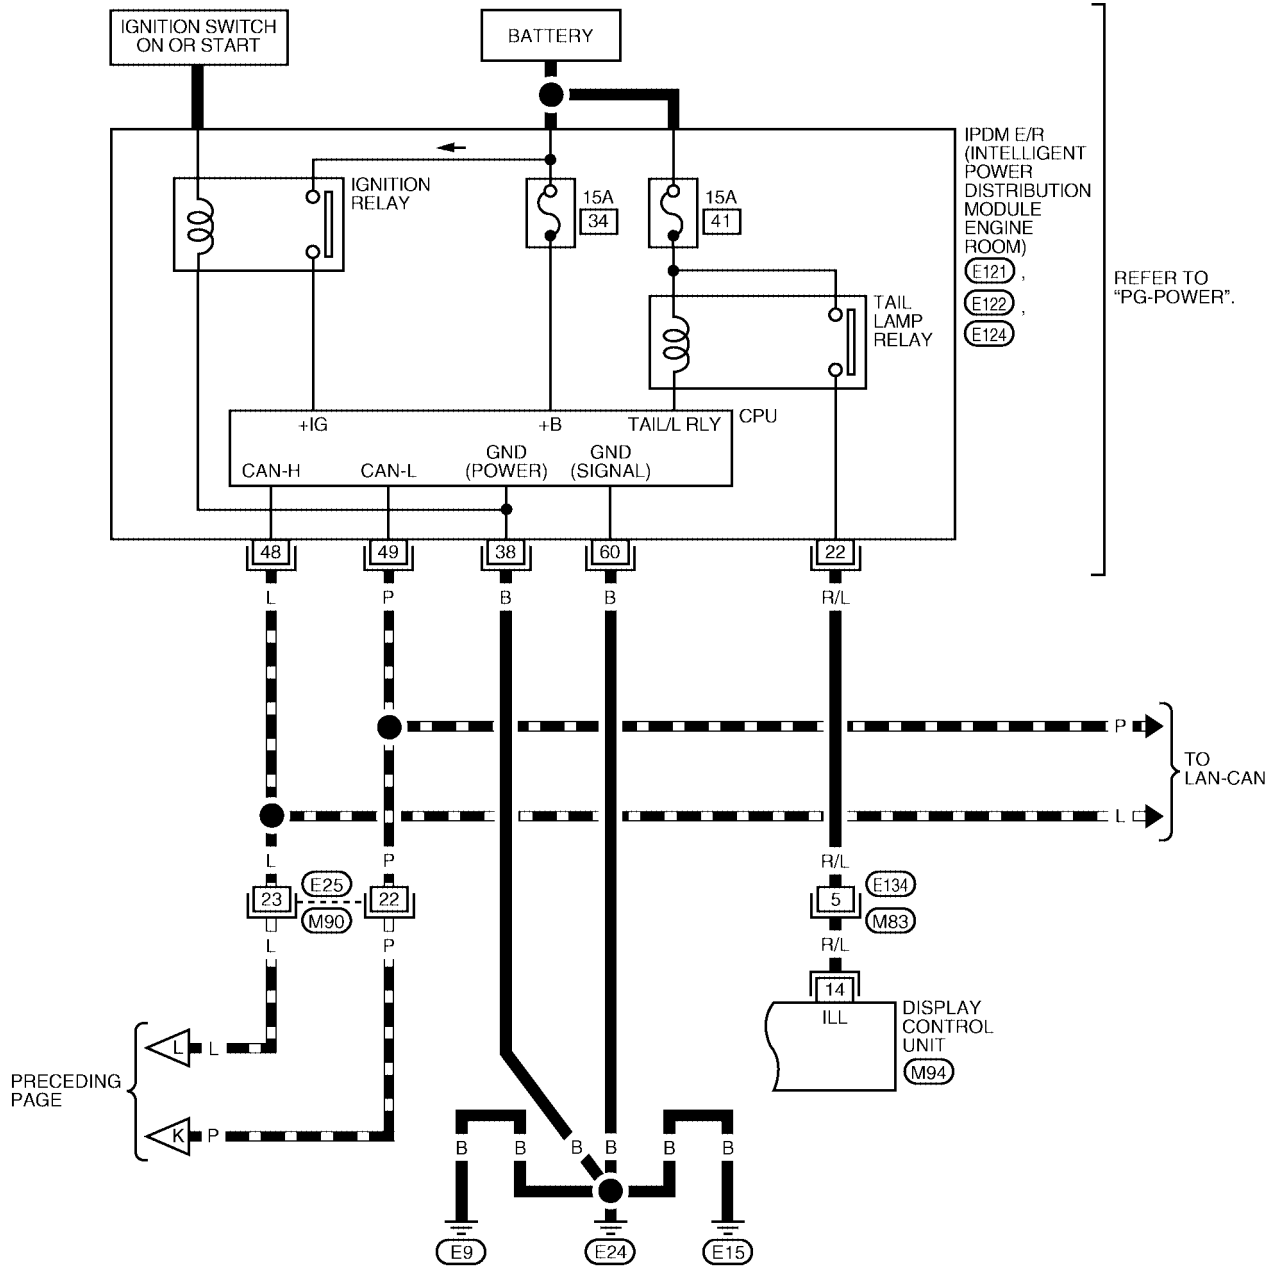 IGNITION SWITCH
ON OR START
BATTERY
IPDM E/R
(INTELLIGENT
POWER
DISTRIBUTION
MODULE
ENGINE
ROOM)
E121 ,
E122 ,
E124
REFER TO
“PG-POWER”.
IGNITION
RELAY
15A
34
15A
41
TAIL
LAMP
RELAY
CPU
+IG
+B
TAIL/L RLY
CAN-H
CAN-L
GND
(POWER)
GND
(SIGNAL)
48
49
38
60
22
L
P
B
B
R/L
P
TO
LAN-CAN
L
L
P
R/L
23
E25
M90
22
5
E134
M83
L
P
R/L
14
ILL
DISPLAY
CONTROL
UNIT
M94
PRECEDING
PAGE
L L
K P
B
B
B
B
B
B
E9
E24
E15